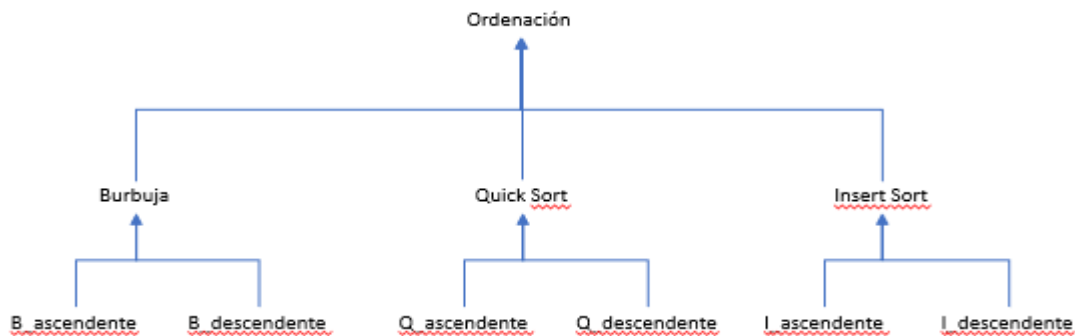 Ordenación
Burbuja
Quick Sort
Insert Sort
B_ascendente
B_descendente
Q_ascendente
Q_descendente
I_ascendente
I_descendente